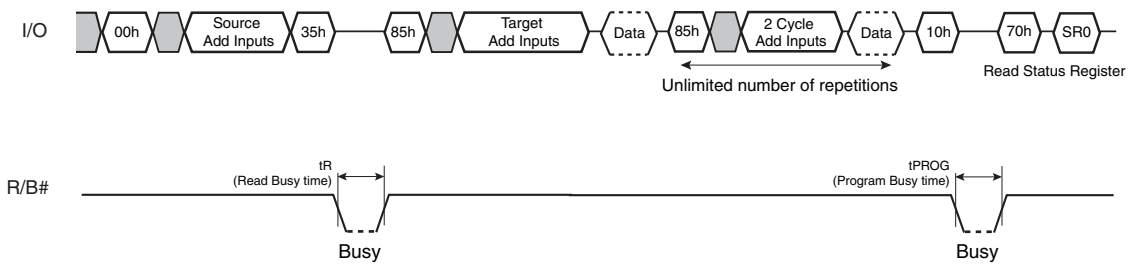 I/O
00h
Source
Add Inputs
35h
85h
Target
Add Inputs
Data
85h
2 Cycle
Add Inputs
Data
10h
70h
SR0
Unlimited number of repetitions
Read Status Register
R/B#
tR
(Read Busy time)
Busy
tPROG
(Program Busy time)
Busy